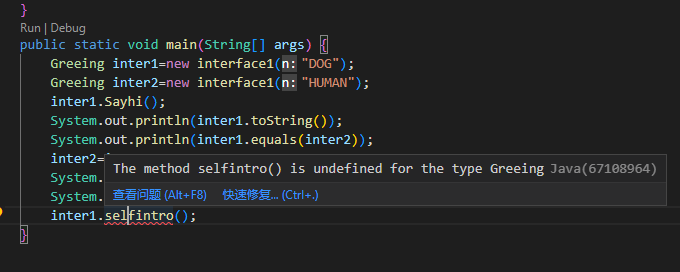 }
Run | Debug
public static void main(String[] args) {
Greeing inter1=new interface1(n:"DOG");
Greeing inter2=new interface1(n:"HUMAN");
inter1.Sayhi();
System.out.println(inter1.toString());
System.out.println(inter1.equals(inter2));
inter2=
The method selfintro() is undefined for the type Greeing Java(67108964)
System.
查看问题 (Alt+F8) 快速修复... (Ctrl+.)
System.
inter1.selfintro();
}